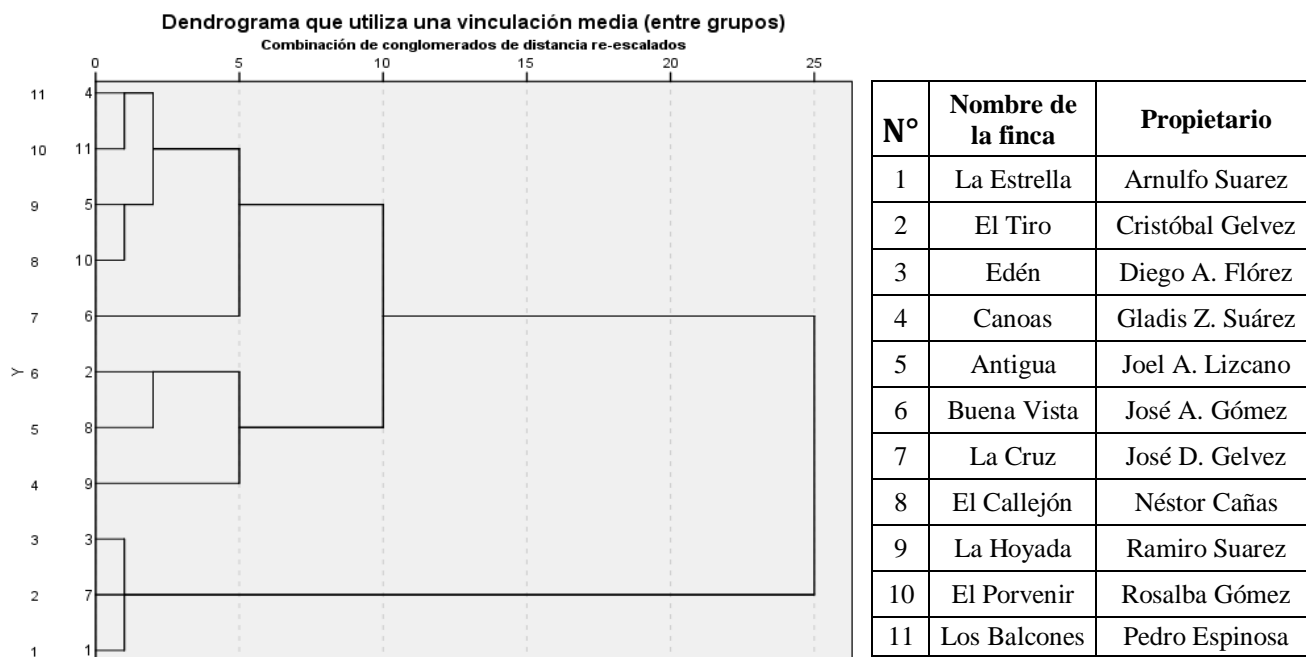 Dendrograma que utiliza una vinculación media (entre grupos)
Combinación de conglomerados de distancia re-escalados
0 5 10 15 20 25
11 4
10 11
9 5
8 10
7 6
Y 6 2
5 8
4 9
3 3
2 7
1 1
N° Nombre de la finca Propietario
1 La Estrella Arnulfo Suarez
2 El Tiro Cristóbal Gelvez
3 Edén Diego A. Flórez
4 Canoas Gladis Z. Suárez
5 Antigua Joel A. Lizcano
6 Buena Vista José A. Gómez
7 La Cruz José D. Gelvez
8 El Callejón Néstor Cañas
9 La Hoyada Ramiro Suarez
10 El Porvenir Rosalba Gómez
11 Los Balcones Pedro Espinosa